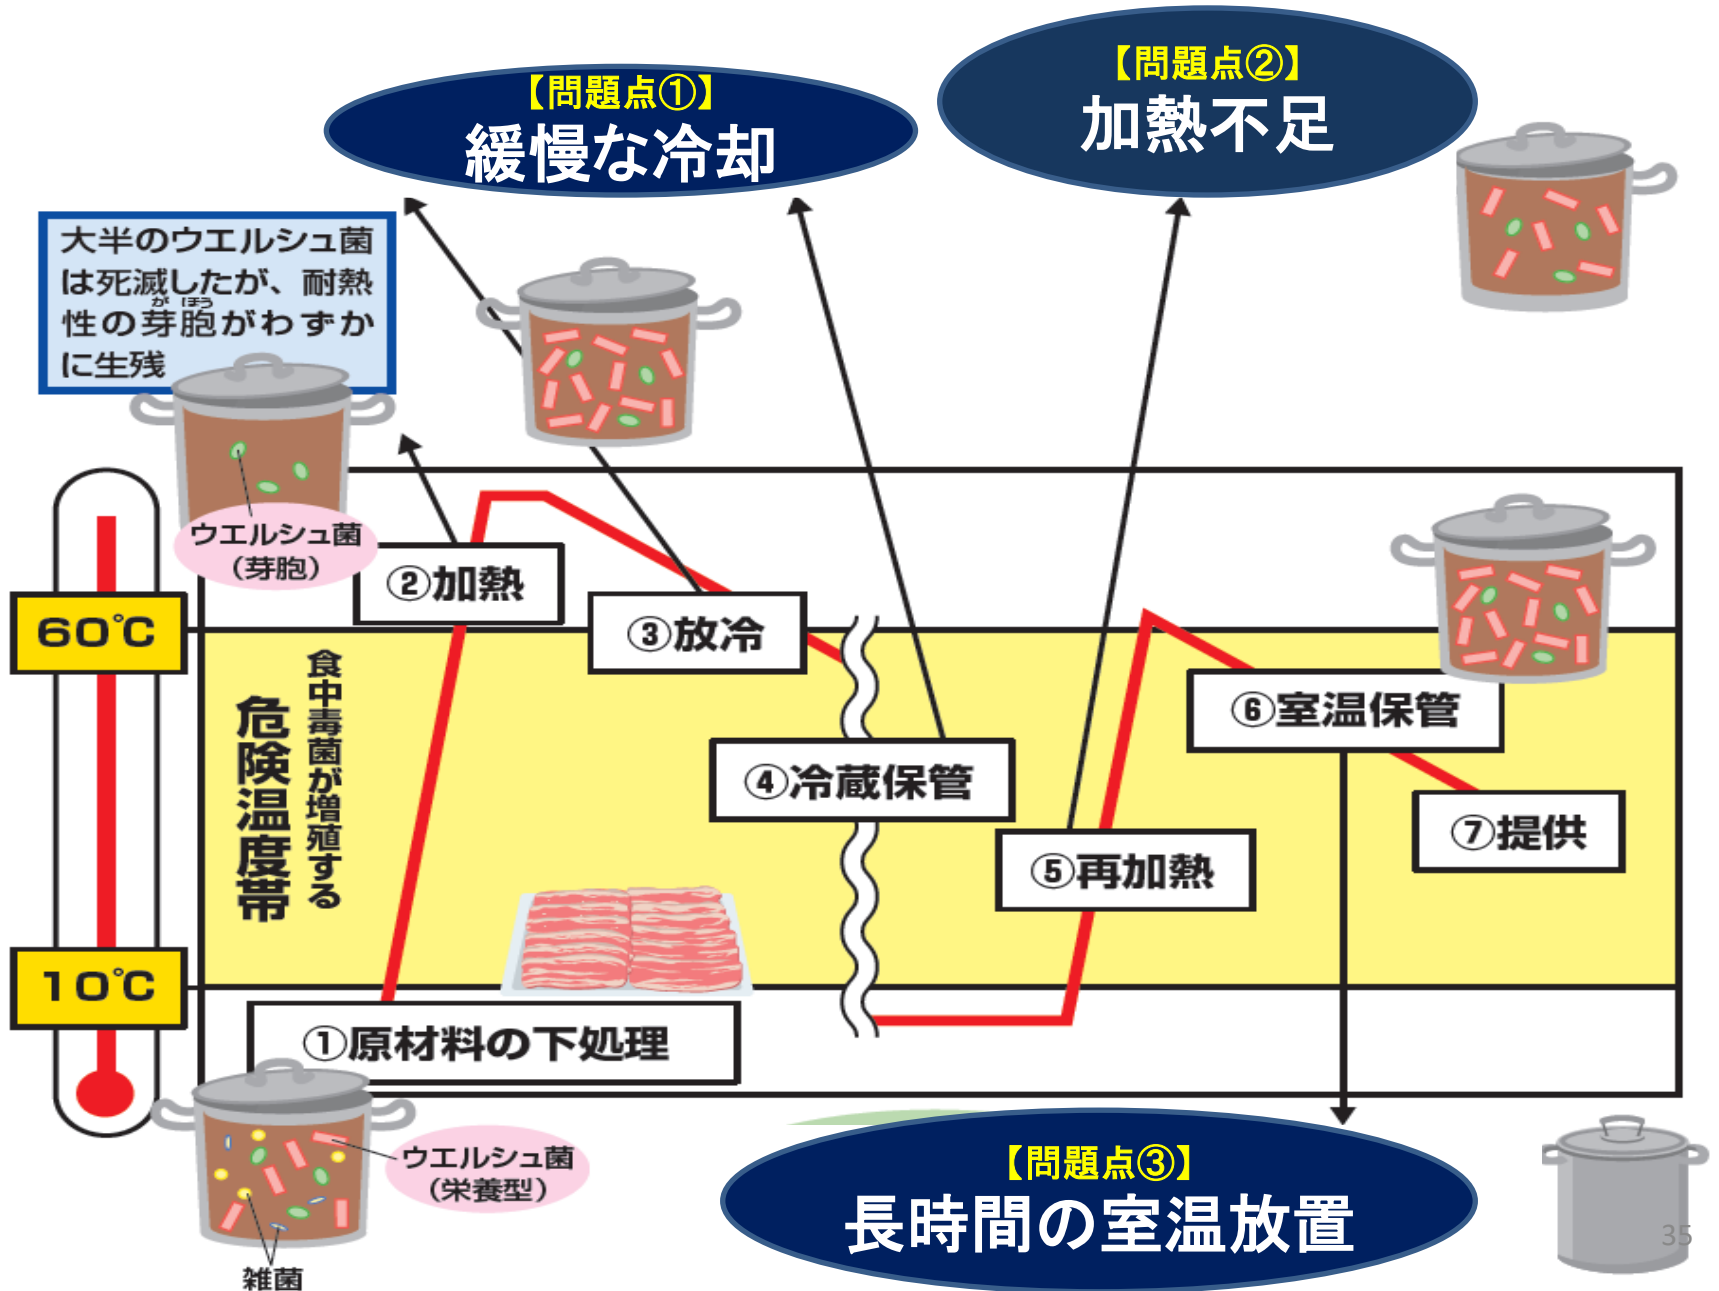 【問題点①】
緩慢な冷却
【問題点②】
加熱不足
大半のウエルシュ菌
は死滅したが、耐熱
が ほう
性の芽胞がわずか
に生残
ウエルシュ菌
（芽胞）
②加熱
60℃
③放冷
食中毒菌が増殖する
危険温度帯
④冷蔵保管
⑤再加熱
⑥室温保管
⑦提供
10℃
①原材料の下処理
ウエルシュ菌
（栄養型）
雑菌
【問題点③】
長時間の室温放置
35